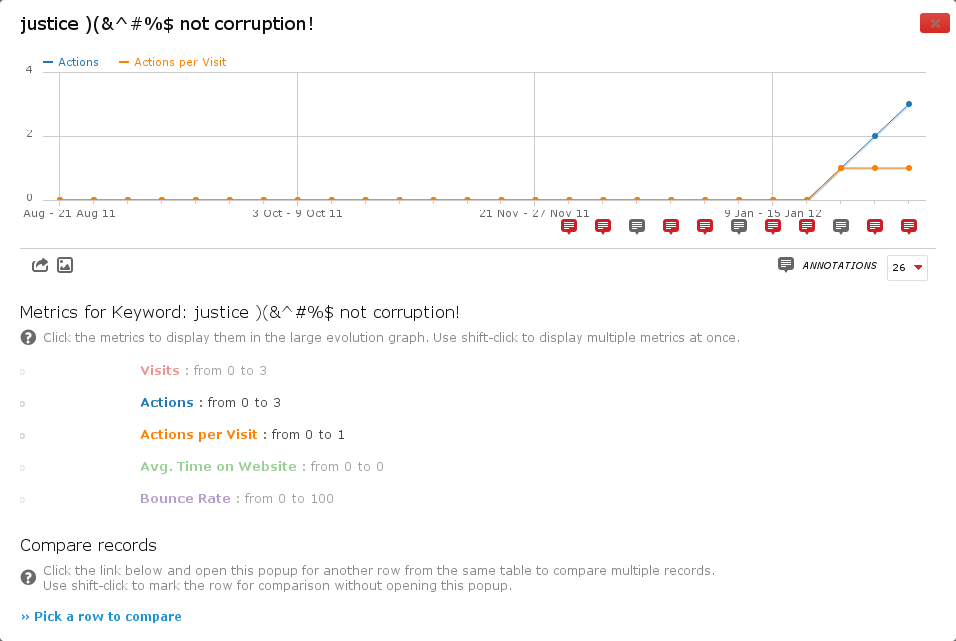 justice )(&^#%$ not corruption!
Actions
Actions per Visit
4
2
0
Aug - 21 Aug 11
3 Oct - 9 Oct 11
21 Nov - 27 Nov 11
9 Jan - 15 Jan 12
ANNOTATIONS
26
Metrics for Keyword: justice )(&^#%$ not corruption!
Click the metrics to display them in the large evolution graph. Use shift-click to display multiple metrics at once.
Visits : from 0 to 3
Actions : from 0 to 3
Actions per Visit : from 0 to 1
Avg. Time on Website : from 0 to 0
Bounce Rate : from 0 to 100
Compare records
Click the link below and open this popup for another row from the same table to compare multiple records.
Use shift-click to mark the row for comparison without opening this popup.
» Pick a row to compare